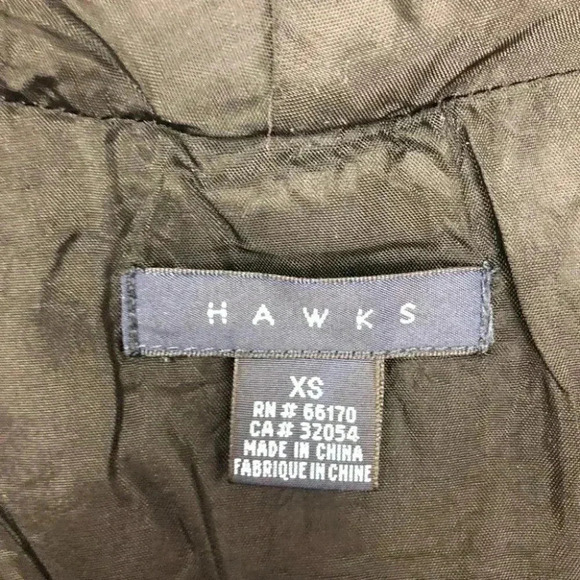 HAWKS
XS
RN# 66170
CA# 32054
MADE IN CHINA
FABRIQUE IN CHINE